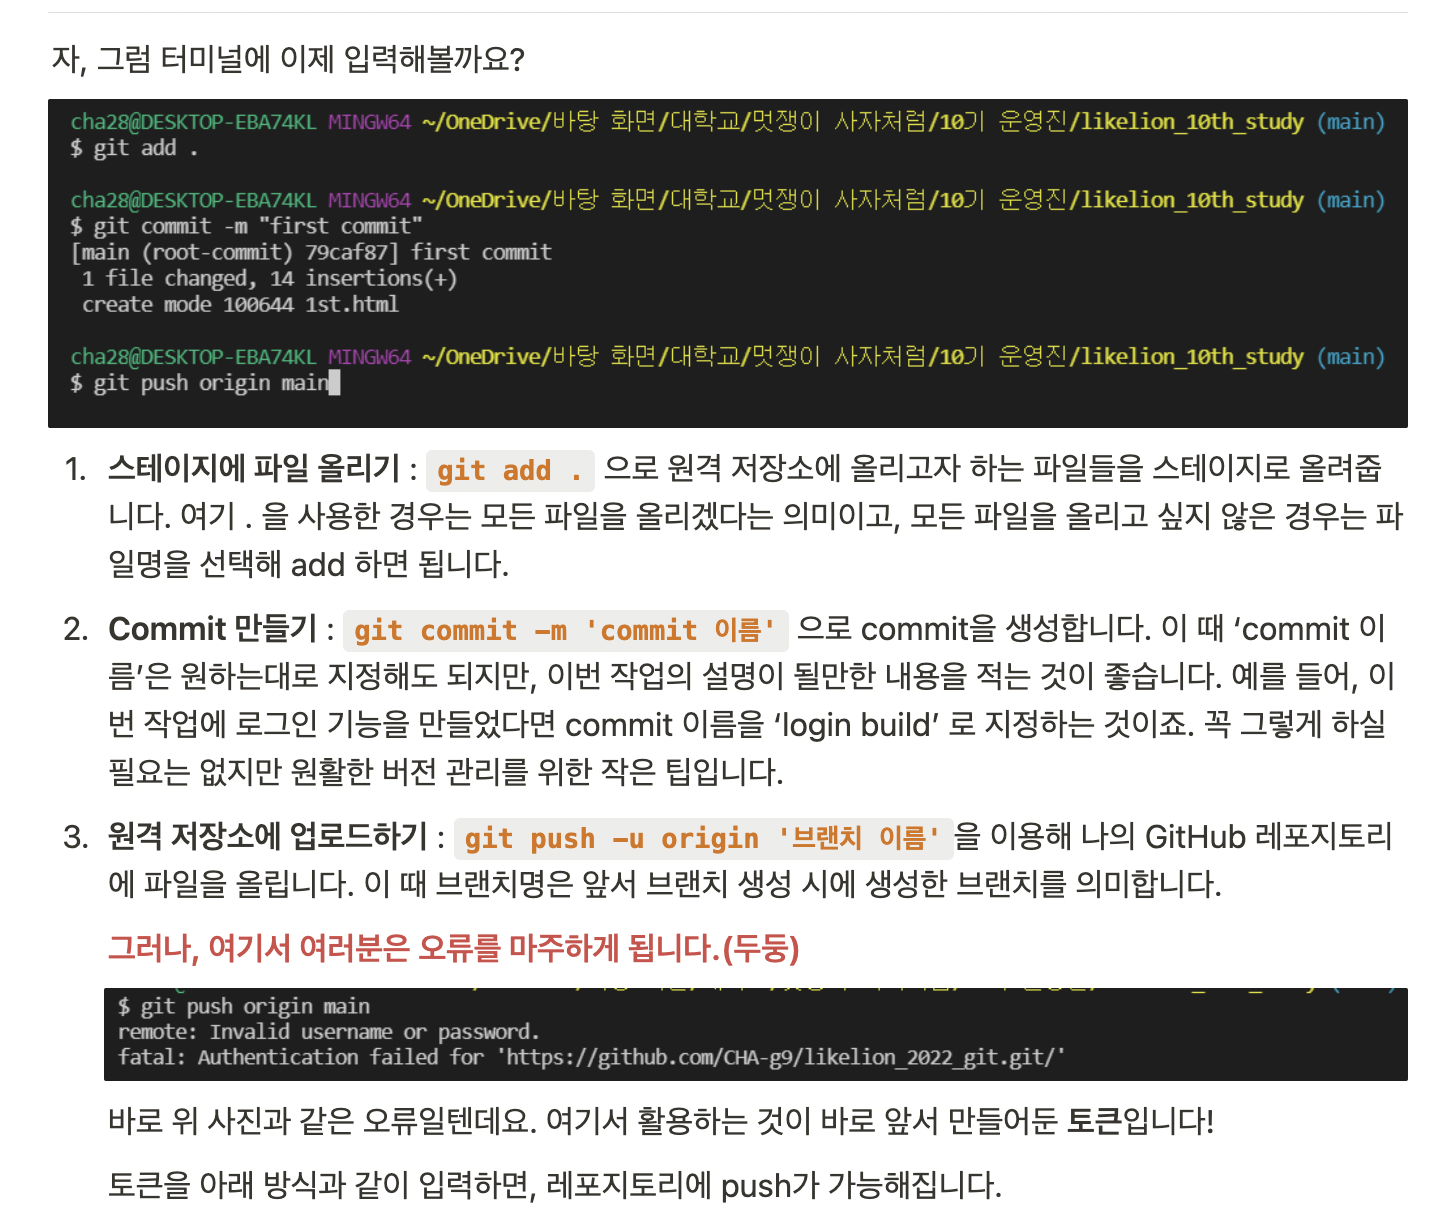 자, 그럼 터미널에 이제 입력해볼까요?
cha28@DESKTOP-EBA74KL MINGW64 ~/OneDrive/바탕 화면/대학교/멋쟁이 사자처럼/10기 운영진/likelion_10th_study (main)
$ git add .
cha28@DESKTOP-EBA74KL MINGW64 ~/OneDrive/바탕 화면/대학교/멋쟁이 사자처럼/10기 운영진/likelion_10th_study (main)
$ git commit -m "first commit"
[main (root-commit) 79caf87] first commit
 1 file changed, 14 insertions(+)
 create mode 100644 1st.html
cha28@DESKTOP-EBA74KL MINGW64 ~/OneDrive/바탕 화면/대학교/멋쟁이 사자처럼/10기 운영진/likelion_10th_study (main)
$ git push origin main
1. 스테이지에 파일 올리기 : git add . 으로 원격 저장소에 올리고자 하는 파일들을 스테이지로 올려줍
니다. 여기 . 을 사용한 경우는 모든 파일을 올리겠다는 의미이고, 모든 파일을 올리고 싶지 않은 경우는 파
일명을 선택해 add 하면 됩니다.
2. Commit 만들기 : git commit -m 'commit 이름' 으로 commit을 생성합니다. 이 때 ‘commit 이
름’은 원하는대로 지정해도 되지만, 이번 작업의 설명이 될만한 내용을 적는 것이 좋습니다. 예를 들어, 이
번 작업에 로그인 기능을 만들었다면 commit 이름을 ‘login build’ 로 지정하는 것이죠. 꼭 그렇게 하실
필요는 없지만 원활한 버전 관리를 위한 작은 팁입니다.
3. 원격 저장소에 업로드하기 : git push -u origin '브랜치 이름' 을 이용해 나의 GitHub 레포지토리
에 파일을 올립니다. 이 때 브랜치명은 앞서 브랜치 생성 시에 생성한 브랜치를 의미합니다.
그러나, 여기서 여러분은 오류를 마주하게 됩니다.(두둥)
$ git push origin main
remote: Invalid username or password.
fatal: Authentication failed for 'https://github.com/CHA-g9/likelion_2022_git.git/'
바로 위 사진과 같은 오류일텐데요. 여기서 활용하는 것이 바로 앞서 만들어둔 토큰입니다!
토큰을 아래 방식과 같이 입력하면, 레포지토리에 push가 가능해집니다.